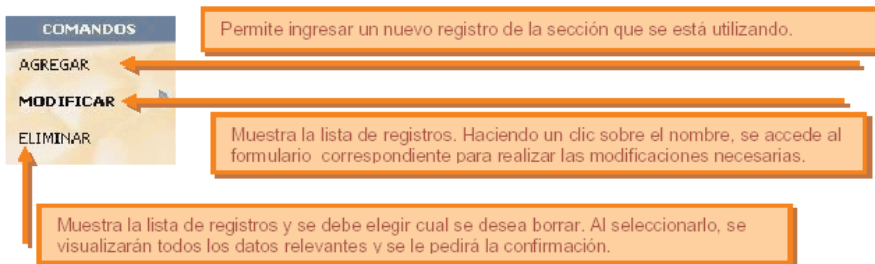 COMANDOS
AGREGAR
MODIFICAR
ELIMINAR
Permite ingresar un nuevo registro de la sección que se está utilizando.
Muestra la lista de registros. Haciendo un clic sobre el nombre, se accede al
formulario correspondiente para realizar las modificaciones necesarias.
Muestra la lista de registros y se debe elegir cual se desea borrar. Al seleccionarlo, se
visualizarán todos los datos relevantes y se le pedirá la confirmación.